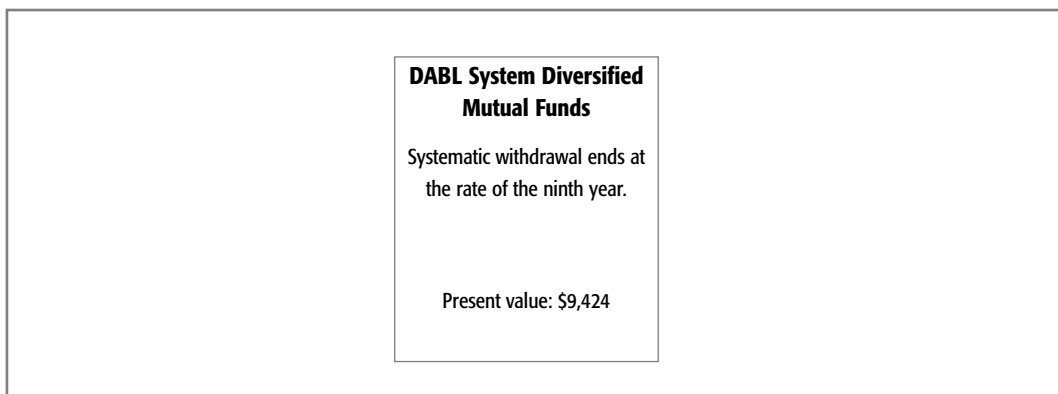 DABL System Diversified
Mutual Funds
Systematic withdrawal ends at
the rate of the ninth year.
Present value: $9,424